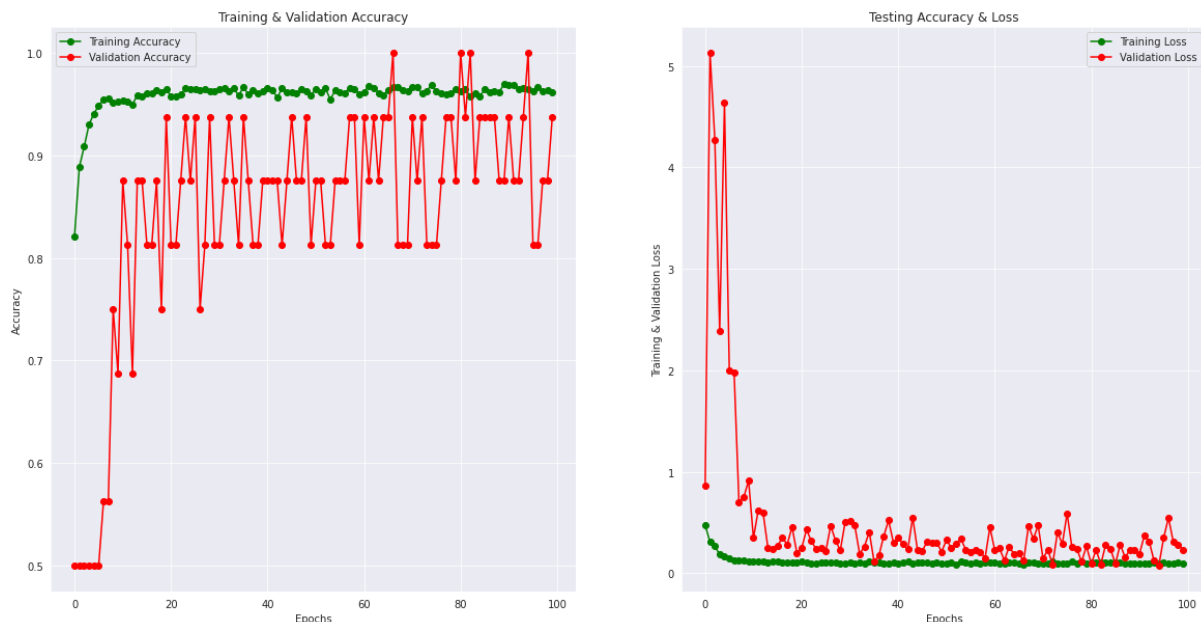 Training & Validation Accuracy
Training Accuracy
Validation Accuracy
1.0
0.9
0.8
0.7
0.6
0.5
Accuracy
0
20
40
60
80
100
Epochs
Testing Accuracy & Loss
Training Loss
Validation Loss
5
4
3
2
1
0
Training & Validation Loss
0
20
40
60
80
100
Epochs